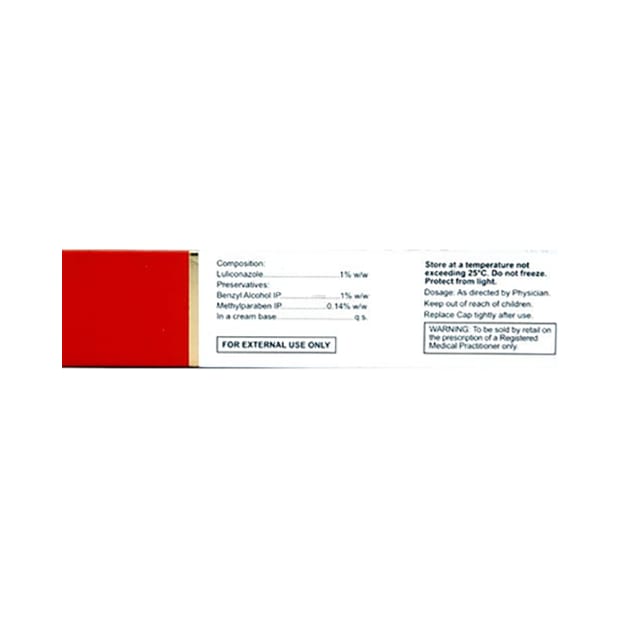 Composition:
Luliconazole..............................1% w/w
Preservatives:
Benzyl Alcohol IP.......................1% w/w
Methylparaben IP..................0.14% w/w
In a cream base................................q.s.
FOR EXTERNAL USE ONLY
Store at a temperature not
exceeding 25°C. Do not freeze.
Protect from light.
Dosage: As directed by Physician.
Keep out of reach of children.
Replace Cap tightly after use.
WARNING: To be sold by retail on
the prescription of a Registered
Medical Practitioner only.